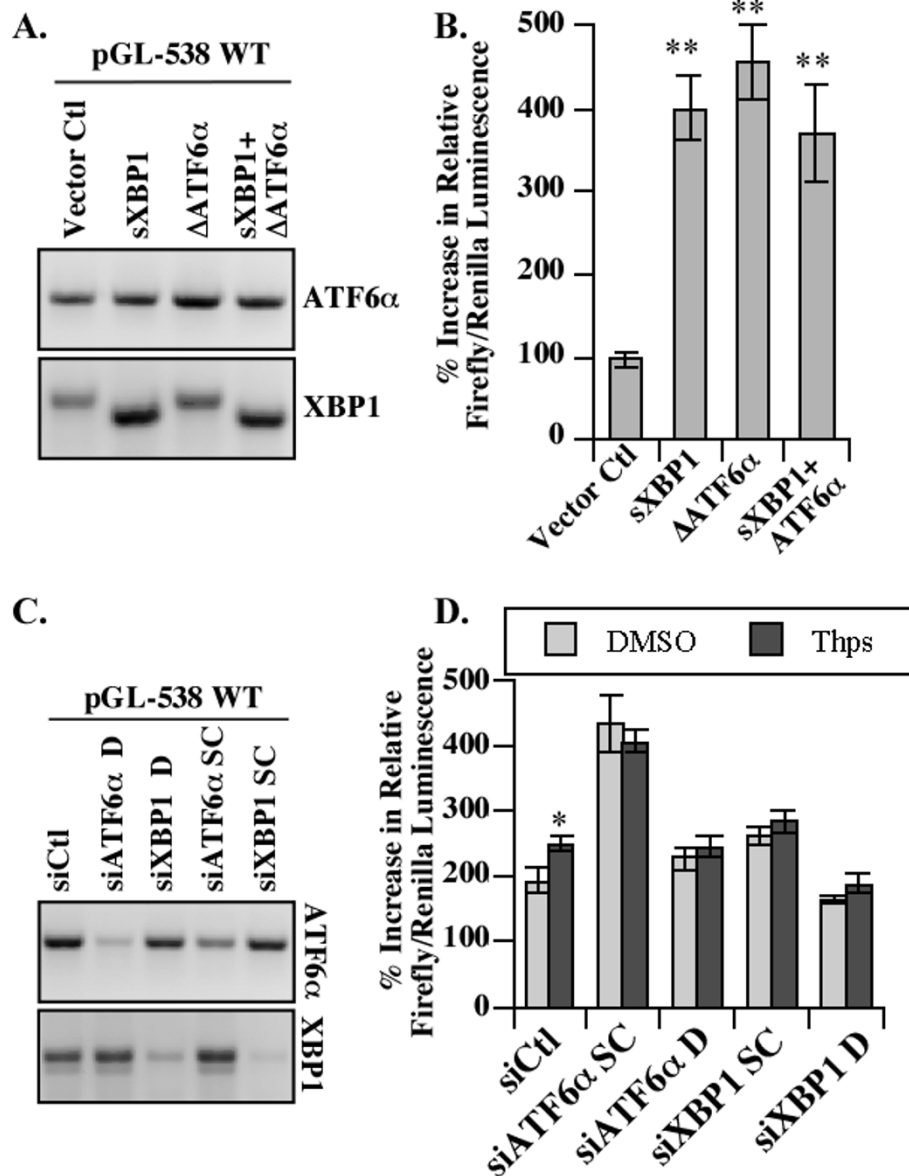 A.
pGL-538 WT
Vector Ctl
sXBP1
ΔATF6α
sXBP1+
ΔATF6α
ATF6α
XBP1
B.
% Increase in Relative
Firefly/Renilla Luminescence
500
400
300
200
100
0
**
**
**
Vector Ctl
sXBP1
ΔATF6α
sXBP1+
ATF6α
C.
pGL-538 WT
siCtl
siATF6α D
siXBP1 D
siATF6α SC
siXBP1 SC
ATF6α
XBP1
D.
DMSO
Thps
% Increase in Relative
Firefly/Renilla Luminescence
500
400
300
200
100
0
*
siCtl
siATF6α SC
siATF6α D
siXBP1 SC
siXBP1 D